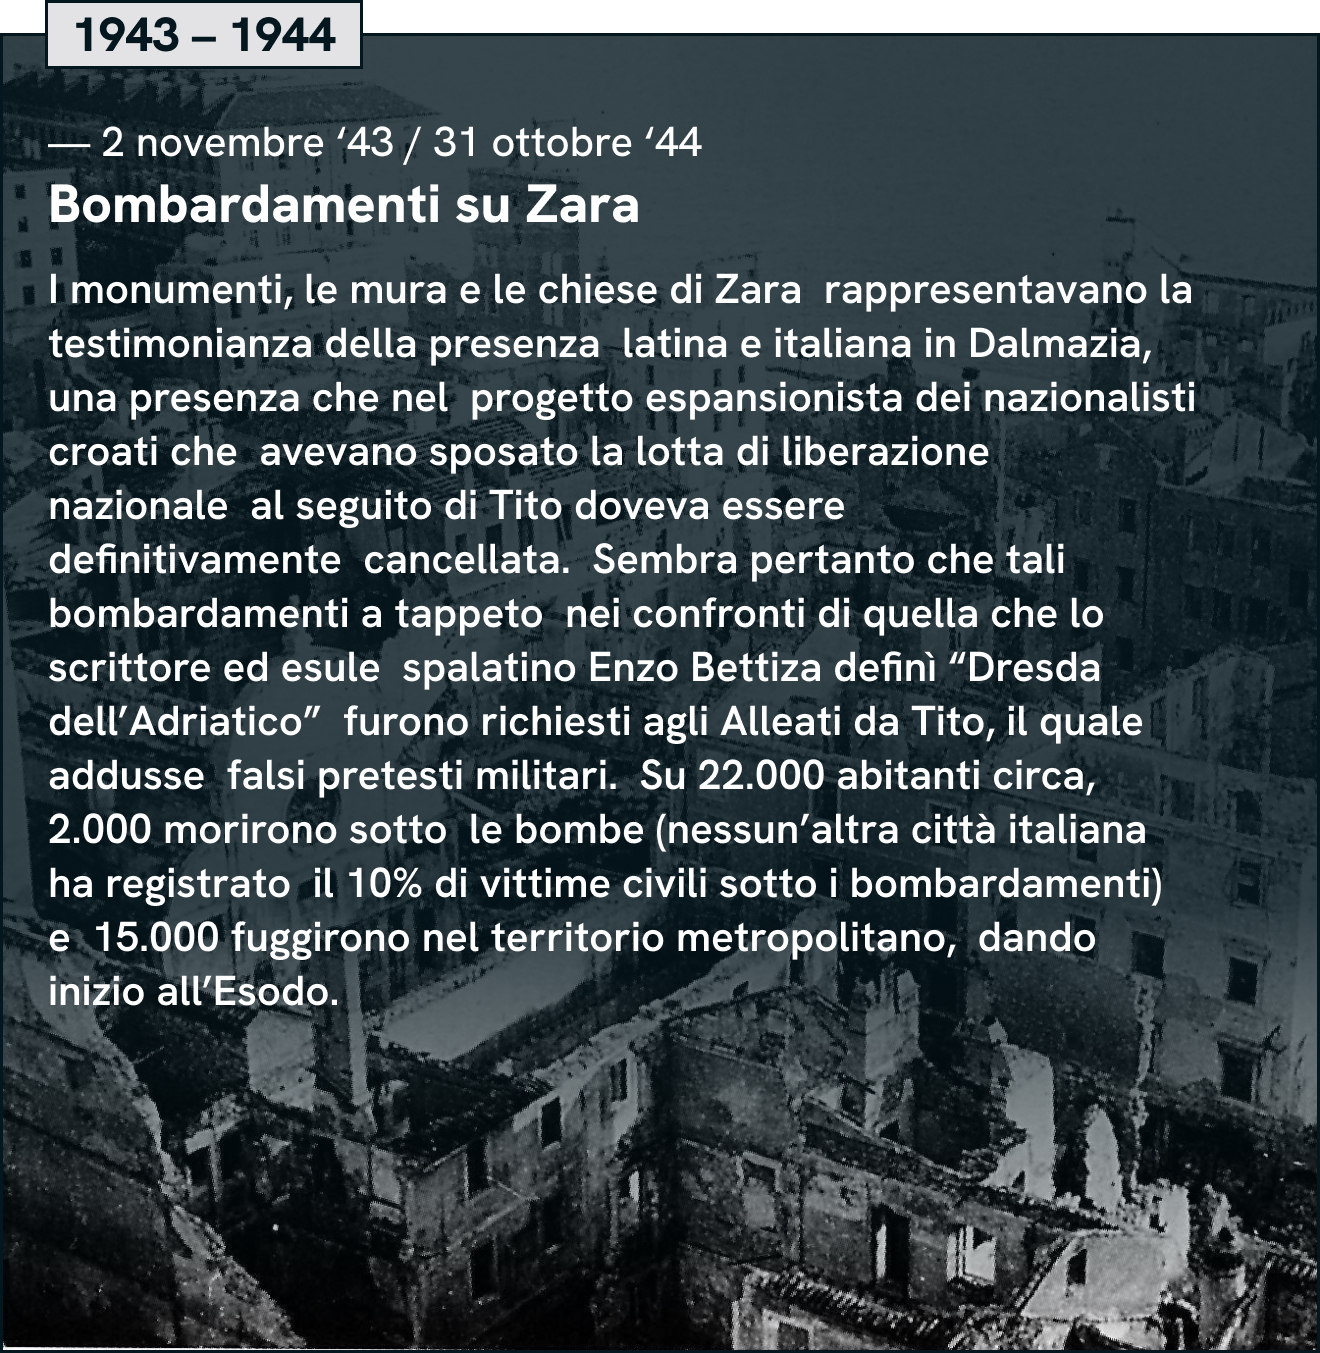 1943 – 1944
— 2 novembre ‘43 / 31 ottobre ‘44
Bombardamenti su Zara
I monumenti, le mura e le chiese di Zara  rappresentavano la
testimonianza della presenza  latina e italiana in Dalmazia,
una presenza che nel  progetto espansionista dei nazionalisti
croati che  avevano sposato la lotta di liberazione
nazionale  al seguito di Tito doveva essere
definitivamente  cancellata.  Sembra pertanto che tali
bombardamenti a tappeto  nei confronti di quella che lo
scrittore ed esule  spalatino Enzo Bettiza definì “Dresda
dell’Adriatico”  furono richiesti agli Alleati da Tito, il quale
addusse  falsi pretesti militari.  Su 22.000 abitanti circa,
2.000 morirono sotto  le bombe (nessun’altra città italiana
ha registrato  il 10% di vittime civili sotto i bombardamenti)
e  15.000 fuggirono nel territorio metropolitano,  dando
inizio all’Esodo.